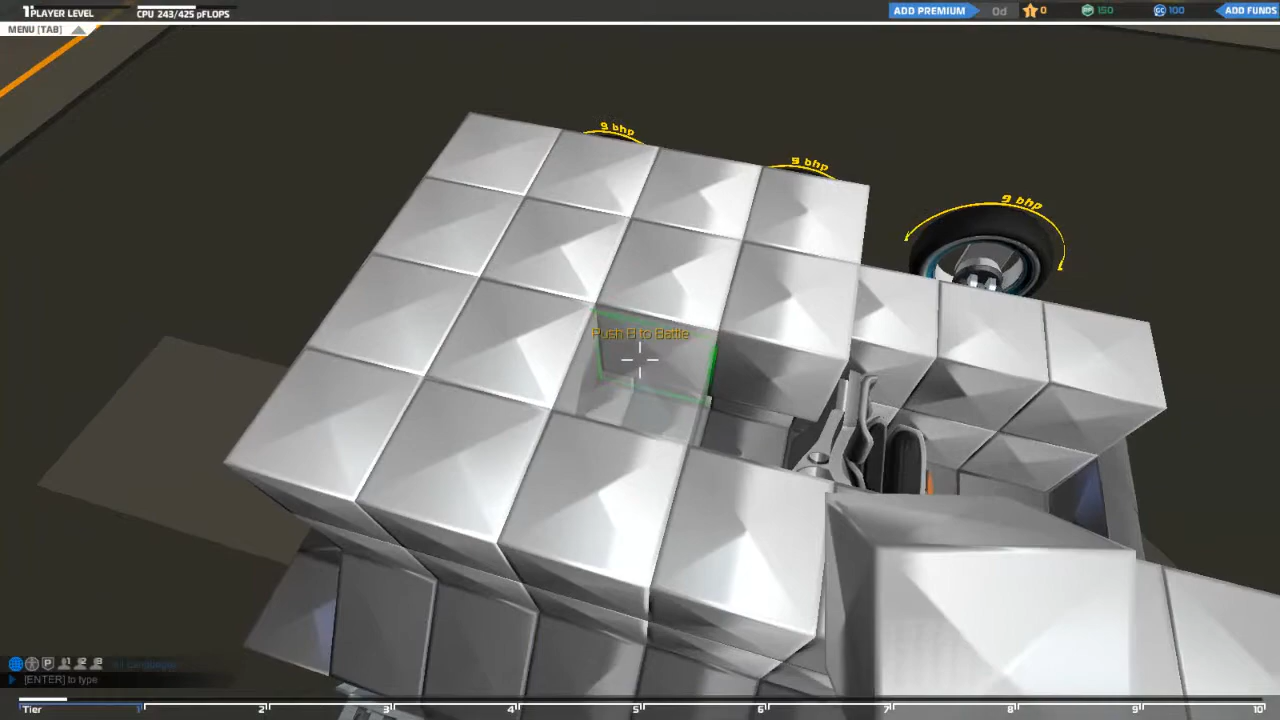 1 PLAYER LEVEL
CPU 243/425 pFLOPS
ADD PREMIUM
0d
0
150
GC 100
ADD FUNDS
MENU [TAB]
9 bhp
9 bhp
9 bhp
Push B to Battle
[ENTER] to type
Tier 1 2 3 4 5 6 7 8 9 10